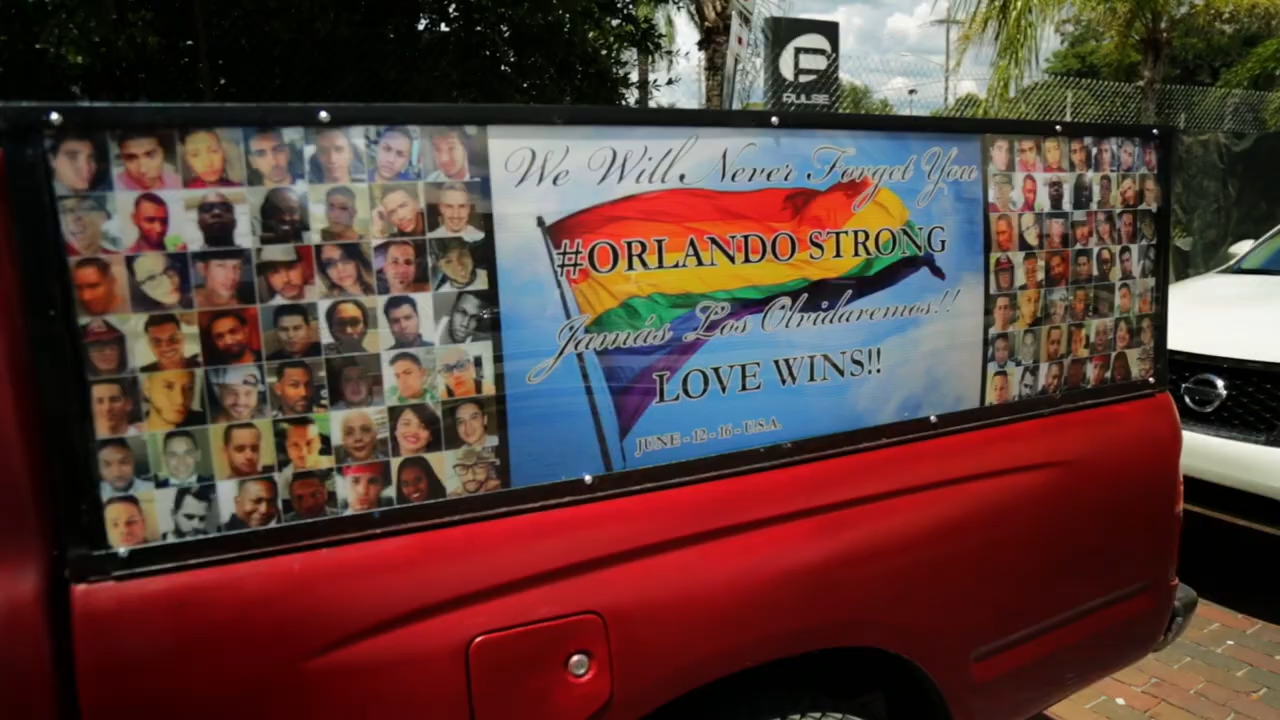 PULSE
We Will Never Forget You
#ORLANDO STRONG
Jamás Los Olvidaremos!!
LOVE WINS!!
JUNE - 12 - 16 - U.S.A.